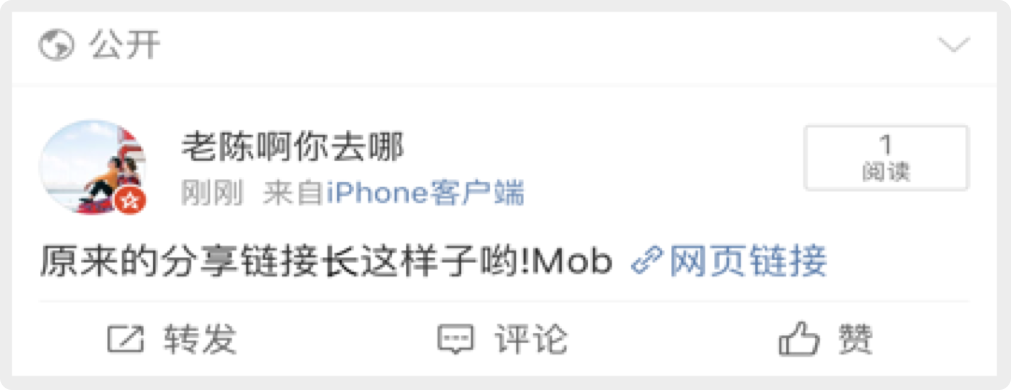 公开
老陈啊你去哪
1
阅读
刚刚 来自iPhone客户端
原来的分享链接长这样子哟!Mob 网页链接
转发 评论 赞